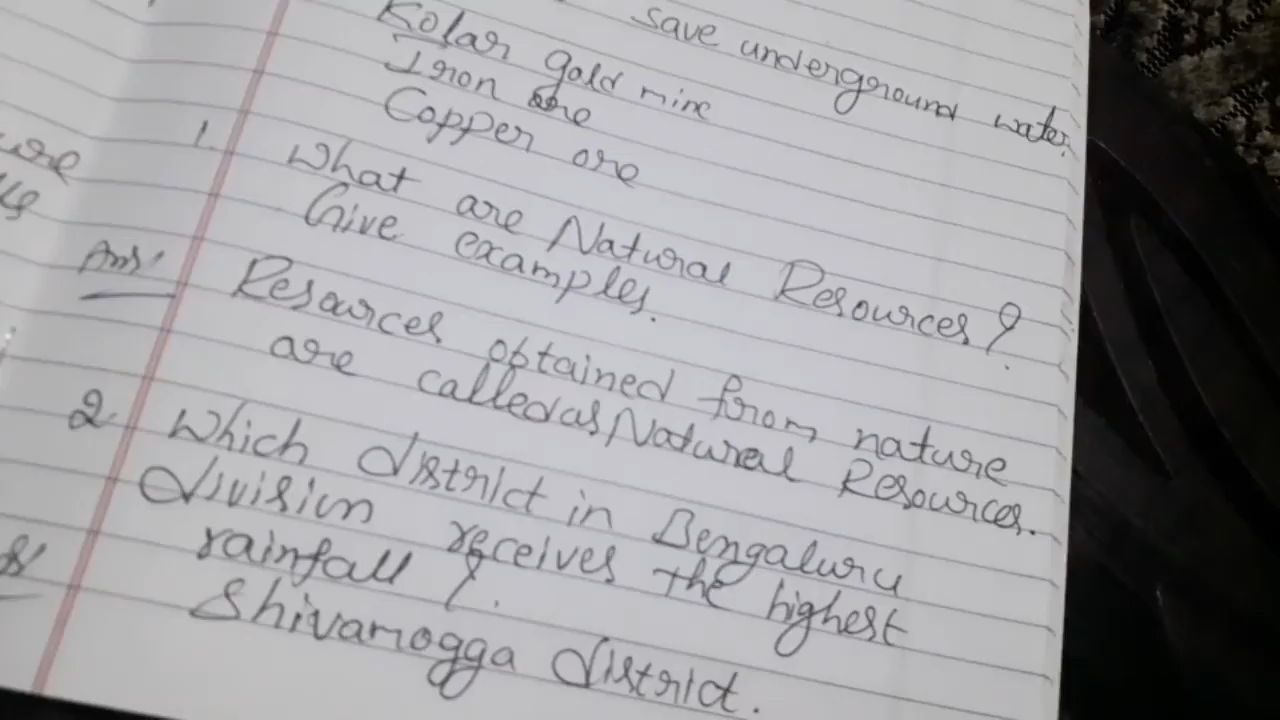 save underground water.
Kolar gold mine
Iron ore
Copper ore
1. What are Natural Resources?
Give examples.
Ans: Resources obtained from nature
are called as Natural Resources.
2. Which district in Bengaluru
division receives the highest
rainfall?
Shivamogga district.